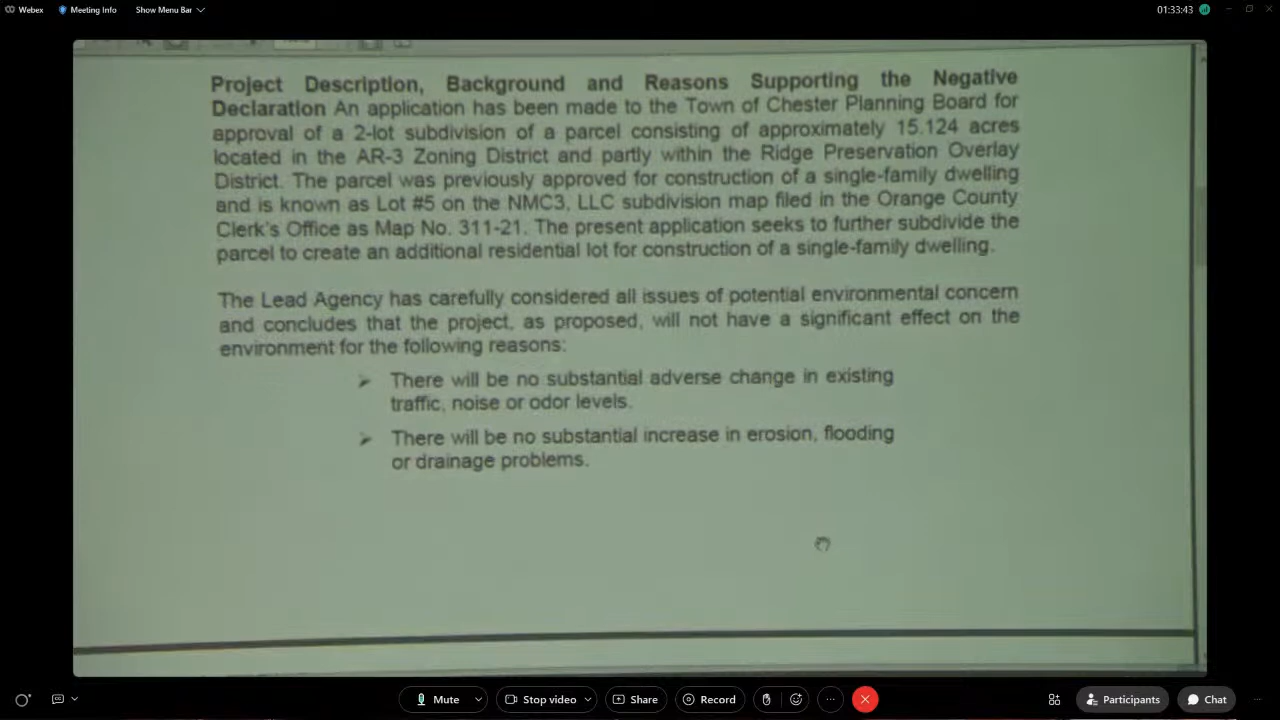 Webex
Meeting Info
Show Menu Bar
01:33:43
Project Description, Background and Reasons Supporting the Negative
Declaration An application has been made to the Town of Chester Planning Board for
approval of a 2-lot subdivision of a parcel consisting of approximately 15.124 acres
located in the AR-3 Zoning District and partly within the Ridge Preservation Overlay
District. The parcel was previously approved for construction of a single-family dwelling
and is known as Lot #5 on the NMC3, LLC subdivision map filed in the Orange County
Clerk's Office as Map No. 311-21. The present application seeks to further subdivide the
parcel to create an additional residential lot for construction of a single-family dwelling.
The Lead Agency has carefully considered all issues of potential environmental concern
and concludes that the project, as proposed, will not have a significant effect on the
environment for the following reasons:
There will be no substantial adverse change in existing
traffic, noise or odor levels.
There will be no substantial increase in erosion, flooding
or drainage problems.
Mute
Stop video
Share
Record
Participants
Chat